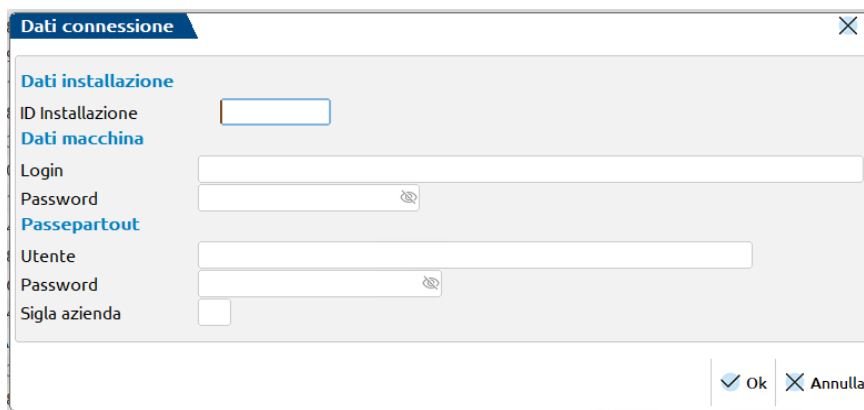 Dati connessione
Dati installazione
ID Installazione
Dati macchina
Login
Password
Passepartout
Utente
Password
Sigla azienda
Ok Annulla